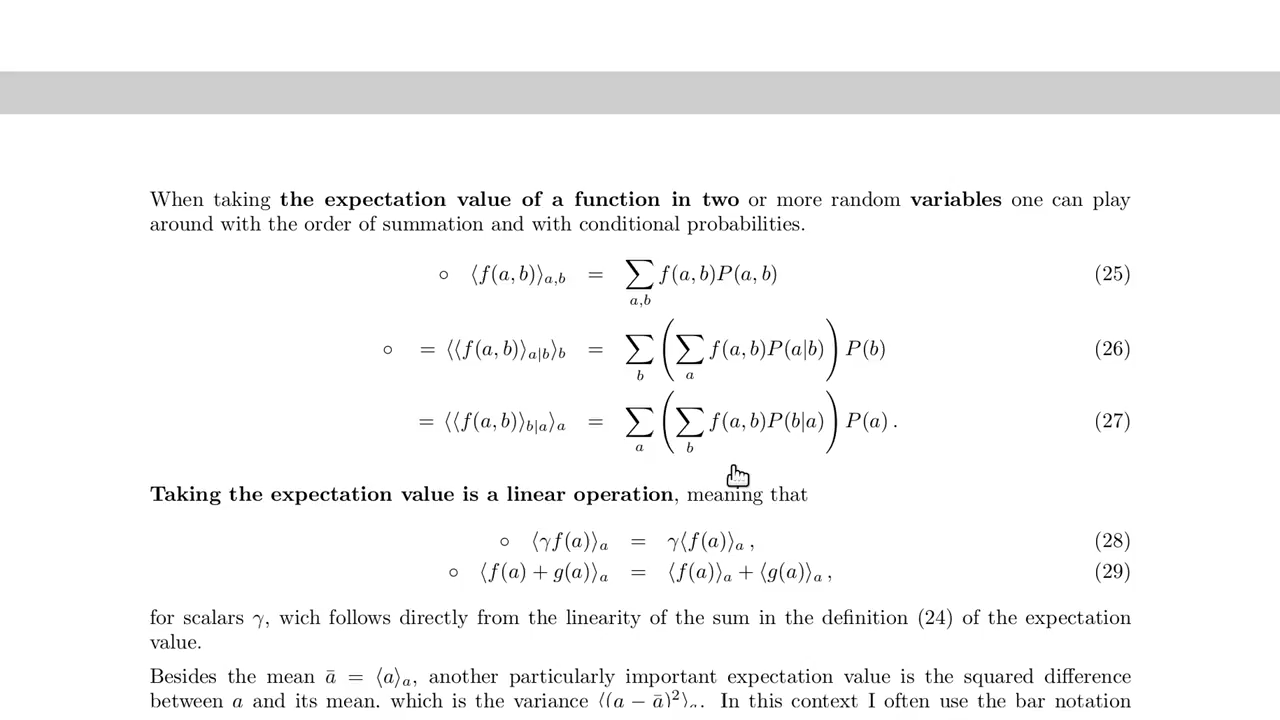 When taking the expectation value of a function in two or more random variables one can play
around with the order of summation and with conditional probabilities.
◦ ⟨f(a, b)⟩_{a,b} = ∑_{a,b} f(a, b)P(a, b) (25)
◦ = ⟨⟨f(a, b)⟩_{a|b}⟩_b = ∑_b (∑_a f(a, b)P(a|b)) P(b) (26)
= ⟨⟨f(a, b)⟩_{b|a}⟩_a = ∑_a (∑_b f(a, b)P(b|a)) P(a) . (27)
Taking the expectation value is a linear operation, meaning that
◦ ⟨γf(a)⟩_a = γ⟨f(a)⟩_a , (28)
◦ ⟨f(a) + g(a)⟩_a = ⟨f(a)⟩_a + ⟨g(a)⟩_a , (29)
for scalars γ, wich follows directly from the linearity of the sum in the definition (24) of the expectation
value.
Besides the mean ā = ⟨a⟩_a, another particularly important expectation value is the squared difference
between a and its mean, which is the variance ⟨(a − ā)²⟩_a. In this context I often use the bar notation